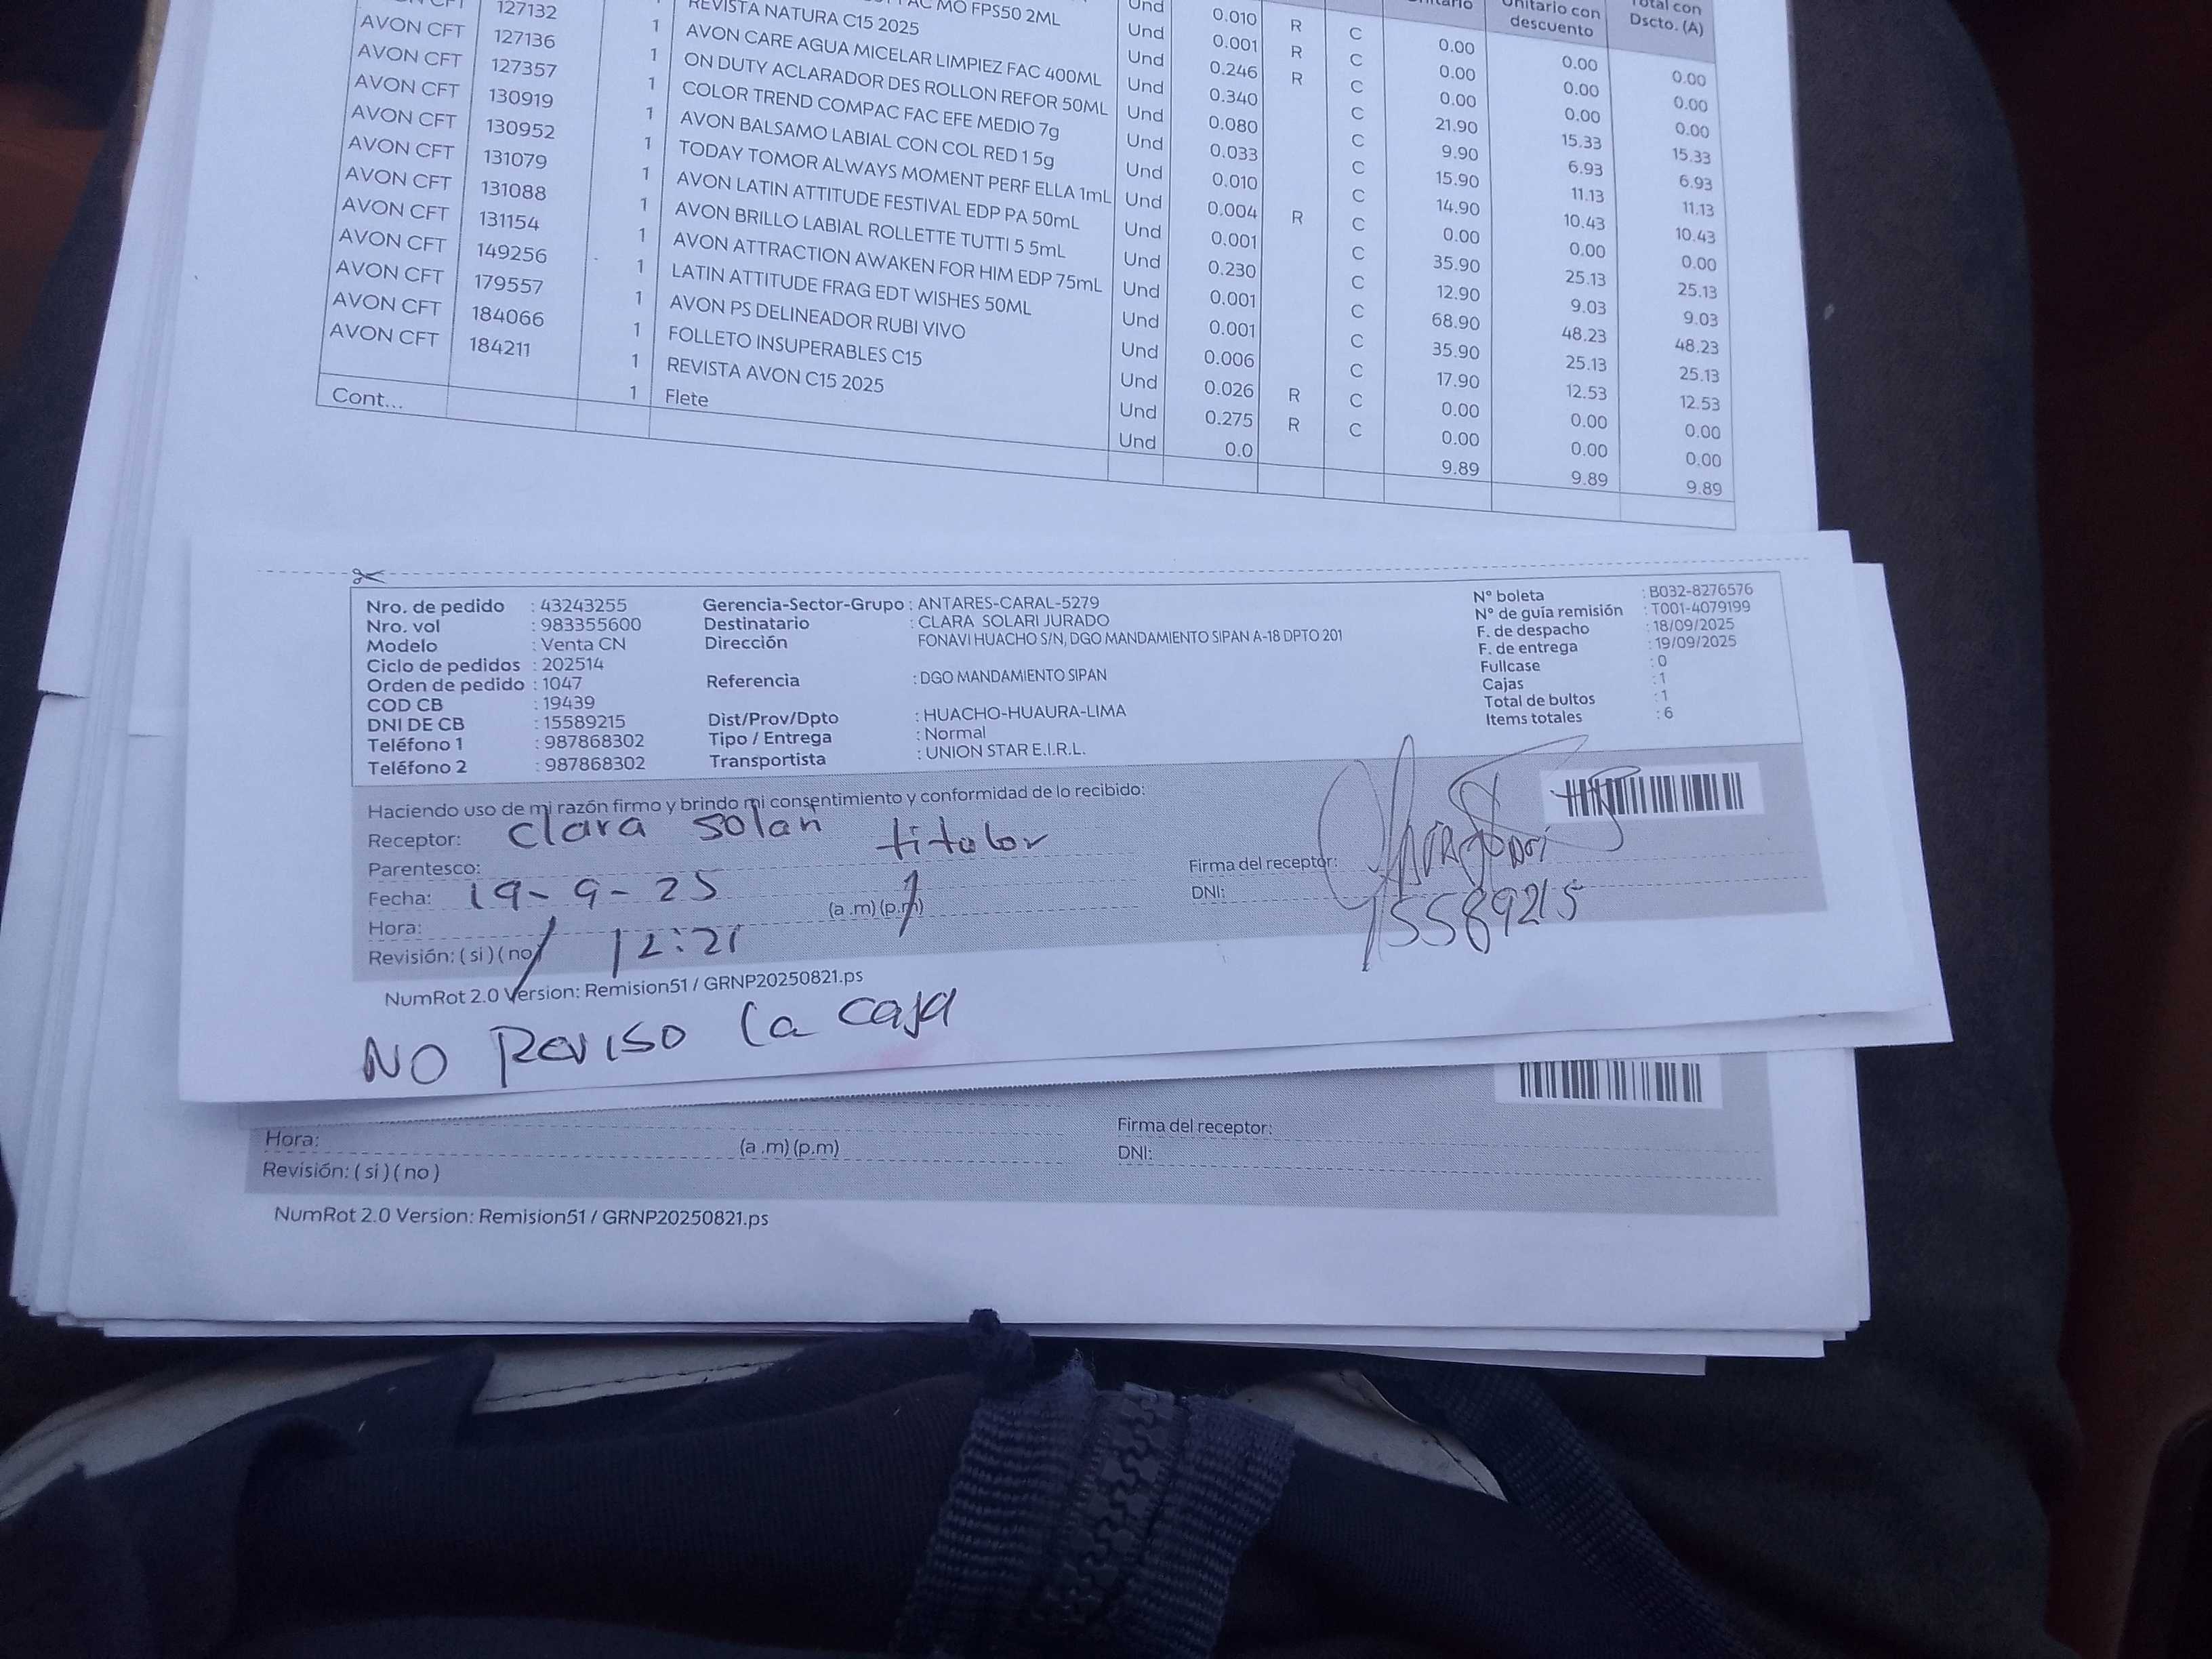 127132
REVISTA NATURA C15 2025
AVON CFT 127136 1 AVON CARE AGUA MICELAR LIMPIEZ FAC 400ML
AVON CFT 127357 1 ON DUTY ACLARADOR DES ROLLON REFOR 50ML
AVON CFT 130919 1 COLOR TREND COMPAC FAC EFE MEDIO 7g
AVON CFT 130952 1 AVON BALSAMO LABIAL CON COL RED 1 5g
AVON CFT 131079 1 TODAY TOMOR ALWAYS MOMENT PERF ELLA 1mL
AVON CFT 131088 1 AVON LATIN ATTITUDE FESTIVAL EDP PA 50mL
AVON CFT 131154 1 AVON BRILLO LABIAL ROLLETTE TUTTI 5 5mL
AVON CFT 149256 1 AVON ATTRACTION AWAKEN FOR HIM EDP 75mL
AVON CFT 179557 1 LATIN ATTITUDE FRAG EDT WISHES 50ML
AVON CFT 184066 1 AVON PS DELINEADOR RUBI VIVO
AVON CFT 184211 1 FOLLETO INSUPERABLES C15
1 REVISTA AVON C15 2025
Cont... 1 Flete
FPS50 2ML
Unitario con descuento
Total con Dscto. (A)
Und 0.010 R C 0.00 0.00 0.00
Und 0.001 R C 0.00 0.00 0.00
Und 0.246 R C 0.00 0.00 0.00
Und 0.340 C 21.90 15.33 15.33
Und 0.080 C 9.90 6.93 6.93
Und 0.033 C 15.90 11.13 11.13
Und 0.010 C 14.90 10.43 10.43
Und 0.004 R C 0.00 0.00 0.00
Und 0.001 C 35.90 25.13 25.13
Und 0.230 C 12.90 9.03 9.03
Und 0.001 C 68.90 48.23 48.23
Und 0.001 C 35.90 25.13 25.13
Und 0.006 C 17.90 12.53 12.53
Und 0.026 R C 0.00 0.00 0.00
Und 0.275 R C 0.00 0.00 0.00
Und 0.0 9.89 9.89 9.89
Nro. de pedido : 43243255
Nro. vol : 983355600
Modelo : Venta CN
Ciclo de pedidos : 202514
Orden de pedido : 1047
COD CB : 19439
DNI DE CB : 15589215
Teléfono 1 : 987868302
Teléfono 2 : 987868302
Gerencia-Sector-Grupo : ANTARES-CARAL-5279
Destinatario : CLARA SOLARI JURADO
Dirección FONAVI HUACHO S/N, DGO MANDAMIENTO SIPAN A-18 DPTO 201
Referencia : DGO MANDAMIENTO SIPAN
Dist/Prov/Dpto : HUACHO-HUAURA-LIMA
Tipo / Entrega : Normal
Transportista : UNION STAR E.I.R.L.
N° boleta : B032-8276576
N° de guía remisión : T001-4079199
F. de despacho : 18/09/2025
F. de entrega : 19/09/2025
Fullcase : 0
Cajas : 1
Total de bultos : 1
Items totales : 6
Haciendo uso de mi razón firmo y brindo mi consentimiento y conformidad de lo recibido:
Receptor: Clara Solari titular
Parentesco:
Fecha: 19-9-25 (a .m) (p.m)
Hora: 12:21
Revisión: ( si ) ( no )
Firma del receptor:
DNI: 15589215
NumRot 2.0 Version: Remision51 / GRNP20250821.ps
NO Reviso la caja
Hora: (a .m) (p.m)
Revisión: ( si ) ( no )
Firma del receptor:
DNI:
NumRot 2.0 Version: Remision51 / GRNP20250821.ps